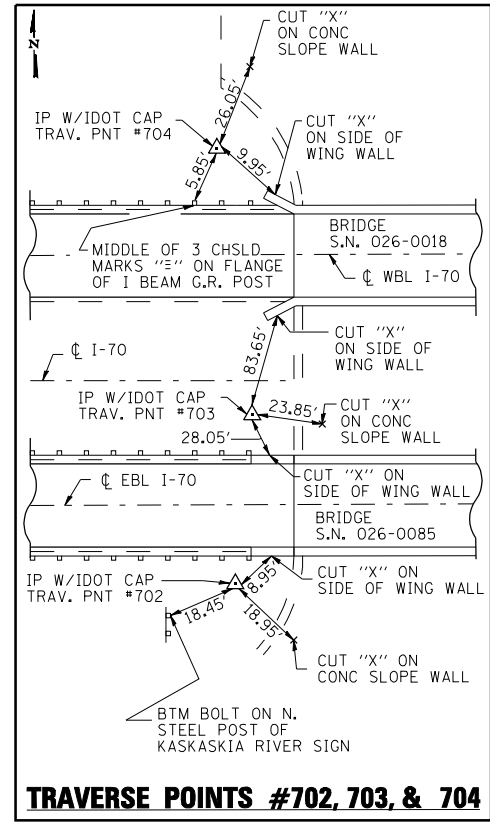 CUT "X"
ON CONC
SLOPE WALL
N
26.05'
IP W/IDOT CAP
TRAV. PNT #704
5.85'
9.95'
CUT "X"
ON SIDE OF
WING WALL
MIDDLE OF 3 CHSLD
MARKS "Ξ" ON FLANGE
OF I BEAM G.R. POST
BRIDGE
S.N. 026-0018
℄ WBL I-70
CUT "X"
ON SIDE OF
WING WALL
℄ I-70
83.65'
IP W/IDOT CAP
TRAV. PNT #703
23.85'
CUT "X"
ON CONC
SLOPE WALL
28.05'
℄ EBL I-70
CUT "X" ON
SIDE OF WING WALL
BRIDGE
S.N. 026-0085
IP W/IDOT CAP
TRAV. PNT #702
8.95'
CUT "X" ON
SIDE OF WING WALL
18.45'
18.95'
CUT "X" ON
CONC SLOPE WALL
BTM BOLT ON N.
STEEL POST OF
KASKASKIA RIVER SIGN
TRAVERSE POINTS #702, 703, & 704